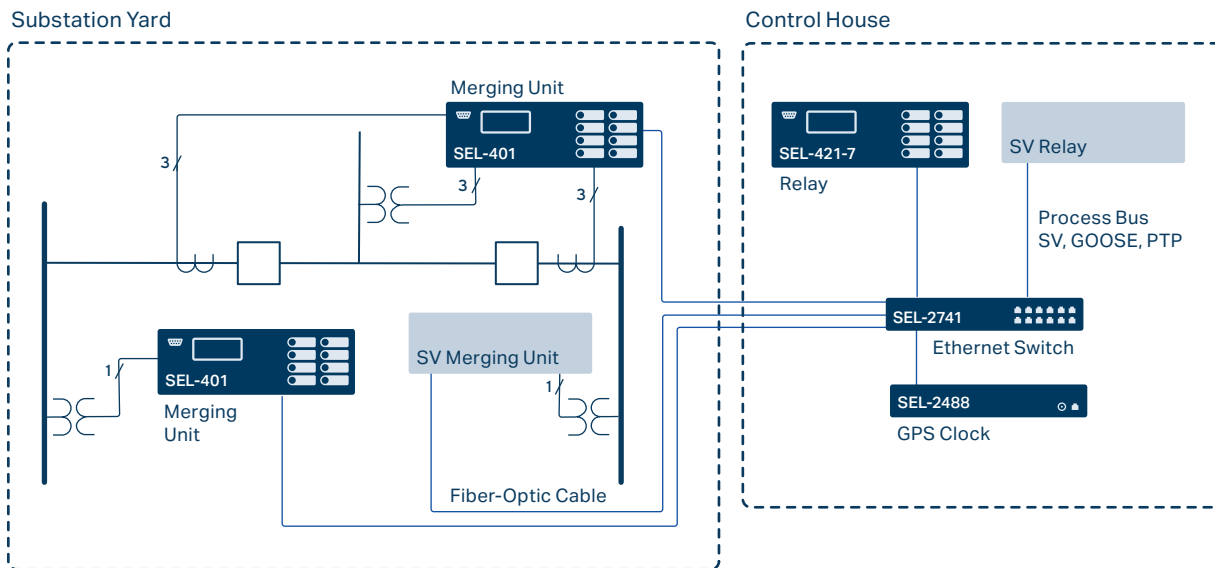 Substation Yard
Control House
Merging Unit
SEL-401
3
3
3
SEL-421-7
Relay
SV Relay
Process Bus
SV, GOOSE, PTP
SEL-2741
Ethernet Switch
SEL-401
Merging
Unit
1
SV Merging Unit
1
SEL-2488
GPS Clock
Fiber-Optic Cable